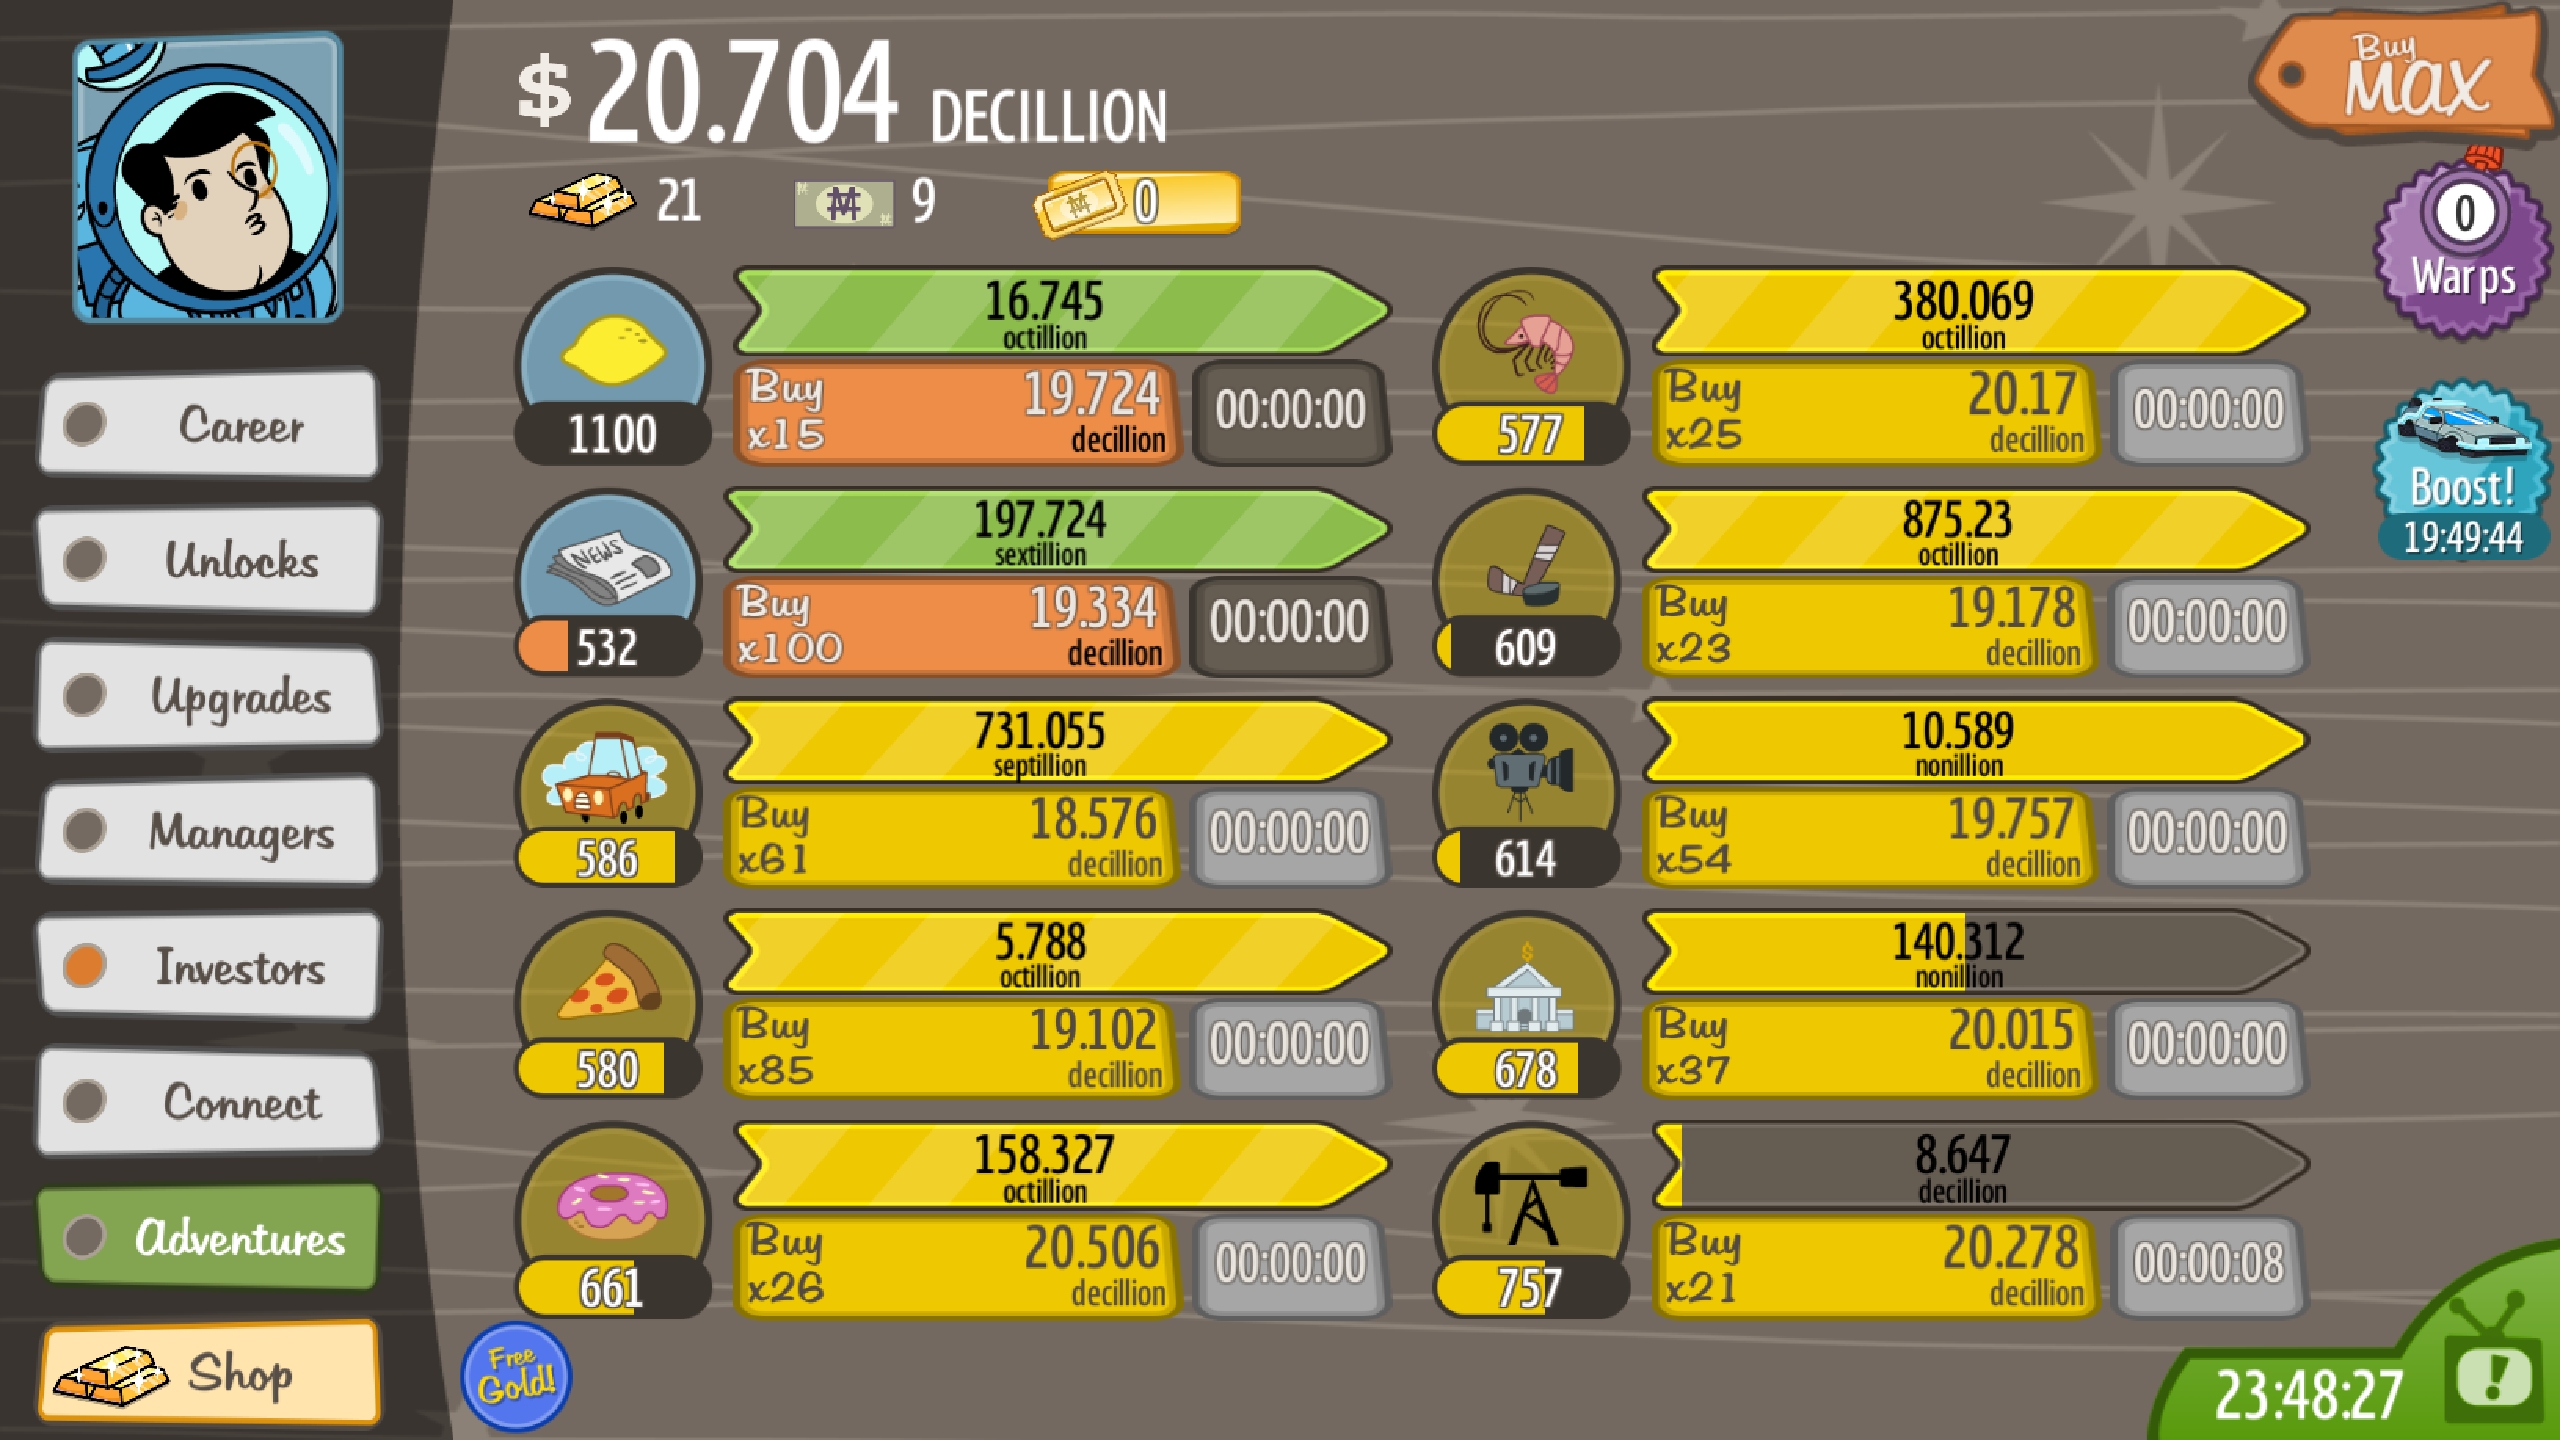 $20.704 DECILLION
21
9
0
Buy
MAX
0
Warps
Boost!
19:49:44
Career
Unlocks
Upgrades
Managers
Investors
Connect
Adventures
Shop
16.745
octillion
1100
Buy
x15
19.724
decillion
00:00:00
NEWS
197.724
sextillion
532
Buy
x100
19.334
decillion
00:00:00
731.055
septillion
586
Buy
x61
18.576
decillion
00:00:00
5.788
octillion
580
Buy
x85
19.102
decillion
00:00:00
158.327
octillion
661
Buy
x26
20.506
decillion
00:00:00
380.069
octillion
577
Buy
x25
20.17
decillion
00:00:00
875.23
octillion
609
Buy
x23
19.178
decillion
00:00:00
10.589
nonillion
614
Buy
x54
19.757
decillion
00:00:00
$
140.312
nonillion
678
Buy
x37
20.015
decillion
00:00:00
8.647
decillion
757
Buy
x21
20.278
decillion
00:00:08
Free
Gold!
23:48:27
!